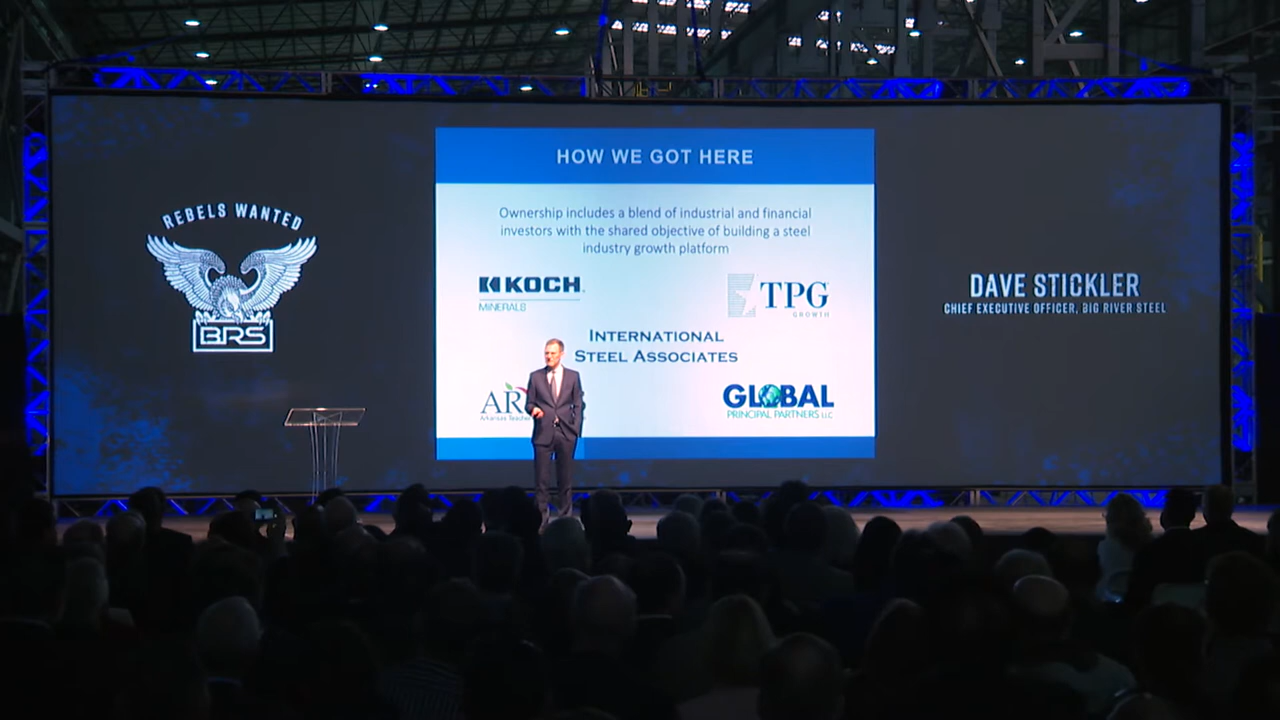 REBELS WANTED
BRS
HOW WE GOT HERE
Ownership includes a blend of industrial and financial
investors with the shared objective of building a steel
industry growth platform
KOCH
MINERALS
TPG
GROWTH
INTERNATIONAL
STEEL ASSOCIATES
Arkansas
GLOBAL
PRINCIPAL PARTNERS LLC
DAVE STICKLER
CHIEF EXECUTIVE OFFICER, BIG RIVER STEEL